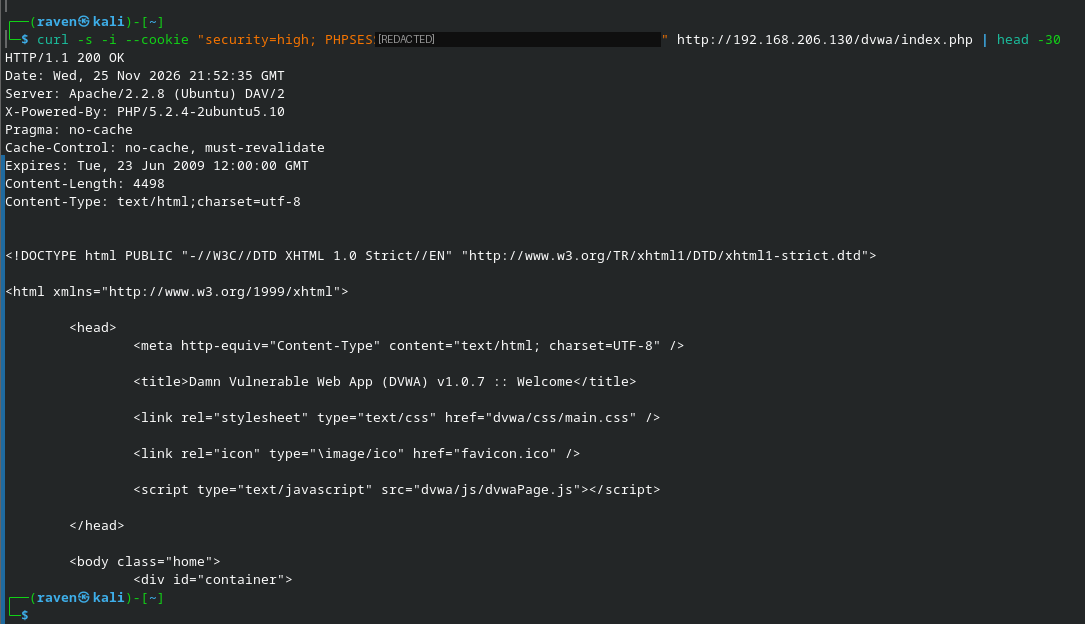 ┌──(raven㉿kali)-[~]
└─$ curl -s -i --cookie "security=high; PHPSES[REDACTED]" http://192.168.206.130/dvwa/index.php | head -30
HTTP/1.1 200 OK
Date: Wed, 25 Nov 2026 21:52:35 GMT
Server: Apache/2.2.8 (Ubuntu) DAV/2
X-Powered-By: PHP/5.2.4-2ubuntu5.10
Pragma: no-cache
Cache-Control: no-cache, must-revalidate
Expires: Tue, 23 Jun 2009 12:00:00 GMT
Content-Length: 4498
Content-Type: text/html;charset=utf-8
<!DOCTYPE html PUBLIC "-//W3C//DTD XHTML 1.0 Strict//EN" "http://www.w3.org/TR/xhtml1/DTD/xhtml1-strict.dtd">
<html xmlns="http://www.w3.org/1999/xhtml">
<head>
<meta http-equiv="Content-Type" content="text/html; charset=UTF-8" />
<title>Damn Vulnerable Web App (DVWA) v1.0.7 :: Welcome</title>
<link rel="stylesheet" type="text/css" href="dvwa/css/main.css" />
<link rel="icon" type="\image/ico" href="favicon.ico" />
<script type="text/javascript" src="dvwa/js/dvwaPage.js"></script>
</head>
<body class="home">
<div id="container">
┌──(raven㉿kali)-[~]
└─$